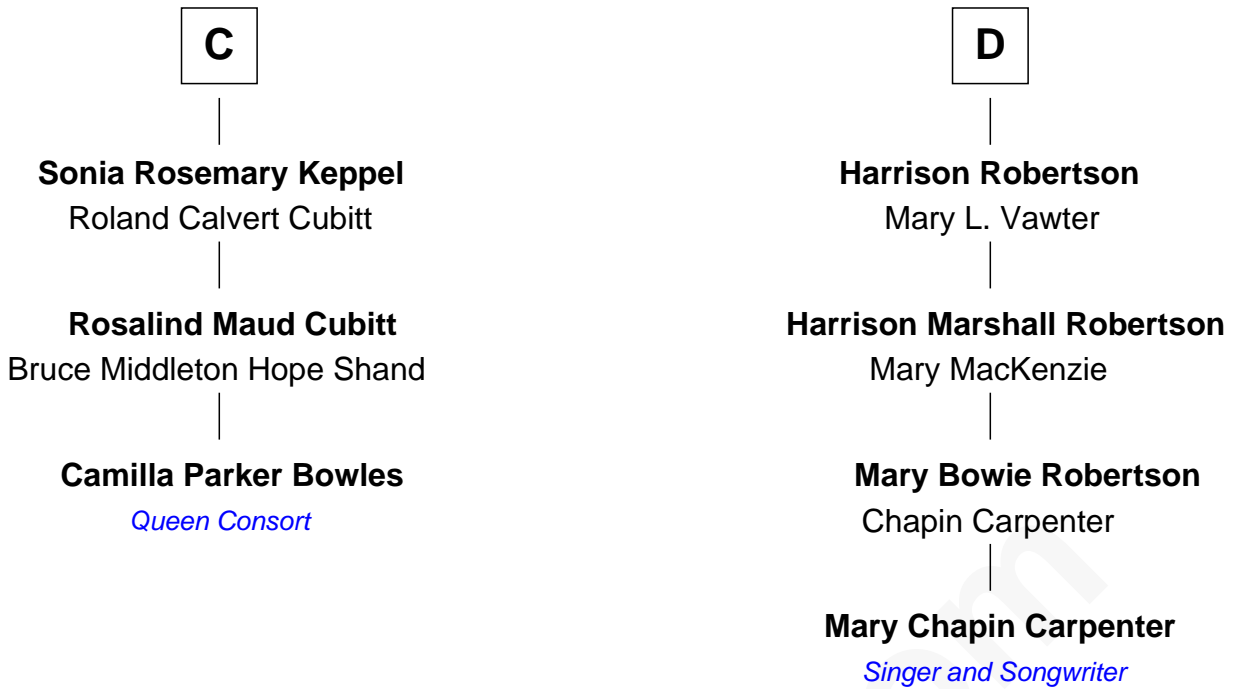 C
Sonia Rosemary Keppel
Roland Calvert Cubitt
Rosalind Maud Cubitt
Bruce Middleton Hope Shand
Camilla Parker Bowles
Queen Consort
D
Harrison Robertson
Mary L. Vawter
Harrison Marshall Robertson
Mary MacKenzie
Mary Bowie Robertson
Chapin Carpenter
Mary Chapin Carpenter
Singer and Songwriter